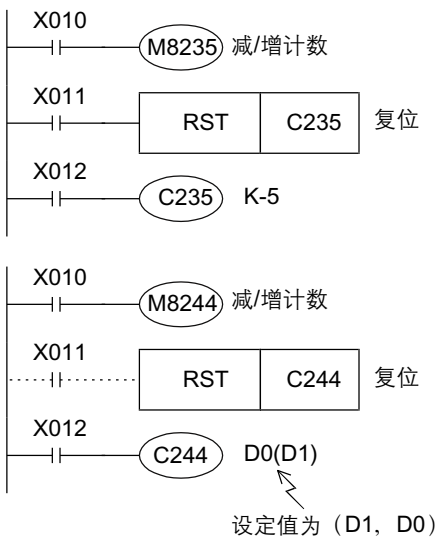 X010
M8235 减/增计数
X011
RST C235 复位
X012
C235 K-5
X010
M8244 减/增计数
X011
RST C244 复位
X012
C244 D0(D1)
设定值为（D1，D0）